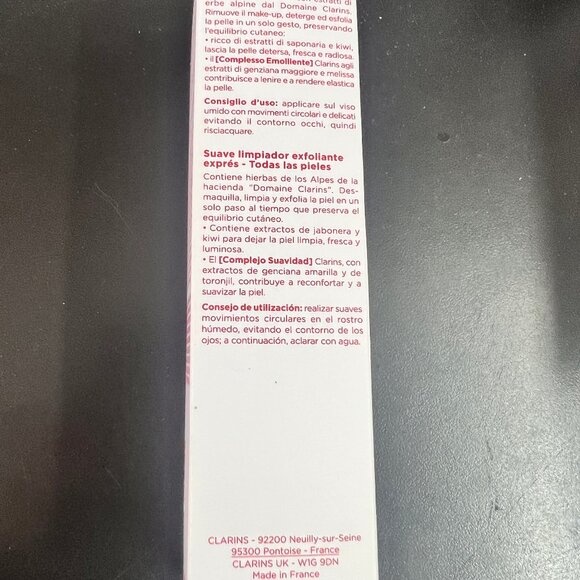 estratti di
erbe alpine dal Domaine Clarins.
Rimuove il make-up, deterge ed esfolia
la pelle in un solo gesto, preservando
l'equilibrio cutaneo:
• ricco di estratti di saponaria e kiwi,
lascia la pelle detersa, fresca e radiosa.
• il [Complesso Emolliente] Clarins agli
estratti di genziana maggiore e melissa
contribuisce a lenire e a rendere elastica
la pelle.
Consiglio d'uso: applicare sul viso
umido con movimenti circolari e delicati
evitando il contorno occhi, quindi
risciacquare.
Suave limpiador exfoliante
exprés - Todas las pieles
Contiene hierbas de los Alpes de la
hacienda "Domaine Clarins". Des-
maquilla, limpia y exfolia la piel en un
solo paso al tiempo que preserva el
equilibrio cutáneo.
• Contiene extractos de jabonera y
kiwi para dejar la piel limpia, fresca y
luminosa.
• El [Complejo Suavidad] Clarins, con
extractos de genciana amarilla y de
toronjil, contribuye a reconfortar y a
suavizar la piel.
Consejo de utilización: realizar suaves
movimientos circulares en el rostro
húmedo, evitando el contorno de los
ojos; a continuación, aclarar con agua.
CLARINS - 92200 Neuilly-sur-Seine
95300 Pontoise - France
CLARINS UK - W1G 9DN
Made in France